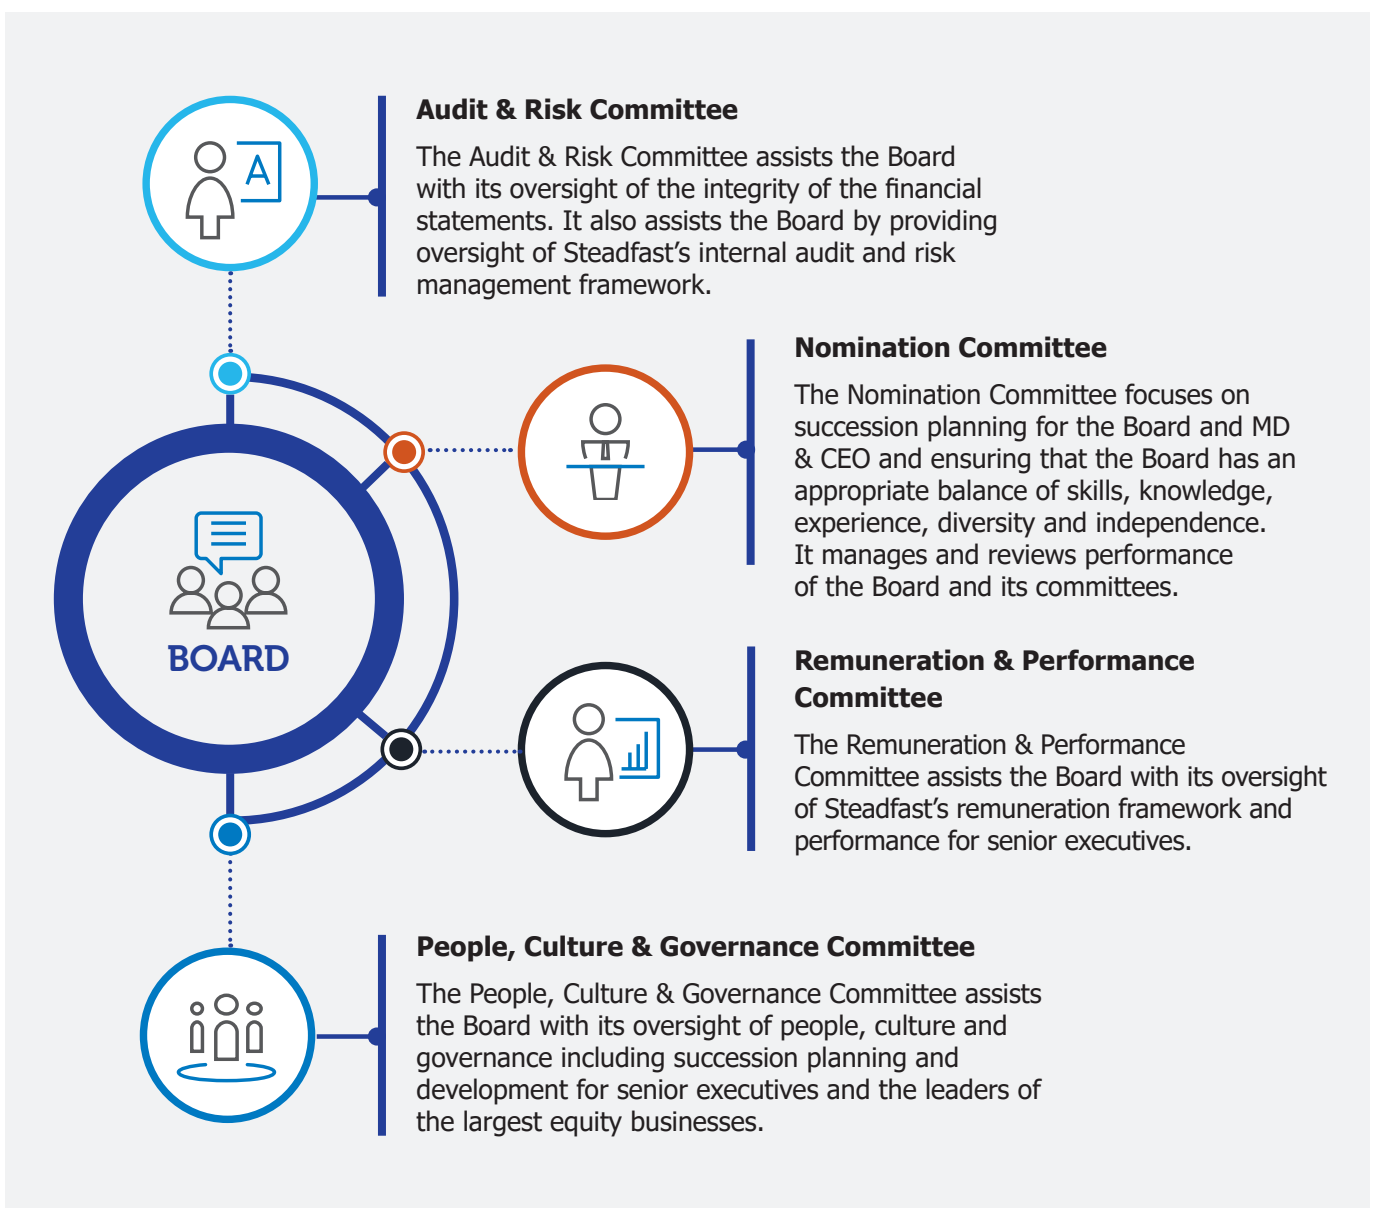 Audit & Risk Committee
The Audit & Risk Committee assists the Board
with its oversight of the integrity of the financial
statements. It also assists the Board by providing
oversight of Steadfast’s internal audit and risk
management framework.
A
Nomination Committee
The Nomination Committee focuses on
succession planning for the Board and MD
& CEO and ensuring that the Board has an
appropriate balance of skills, knowledge,
experience, diversity and independence.
It manages and reviews performance
of the Board and its committees.
BOARD
Remuneration & Performance
Committee
The Remuneration & Performance
Committee assists the Board with its oversight
of Steadfast’s remuneration framework and
performance for senior executives.
People, Culture & Governance Committee
The People, Culture & Governance Committee assists
the Board with its oversight of people, culture and
governance including succession planning and
development for senior executives and the leaders of
the largest equity businesses.